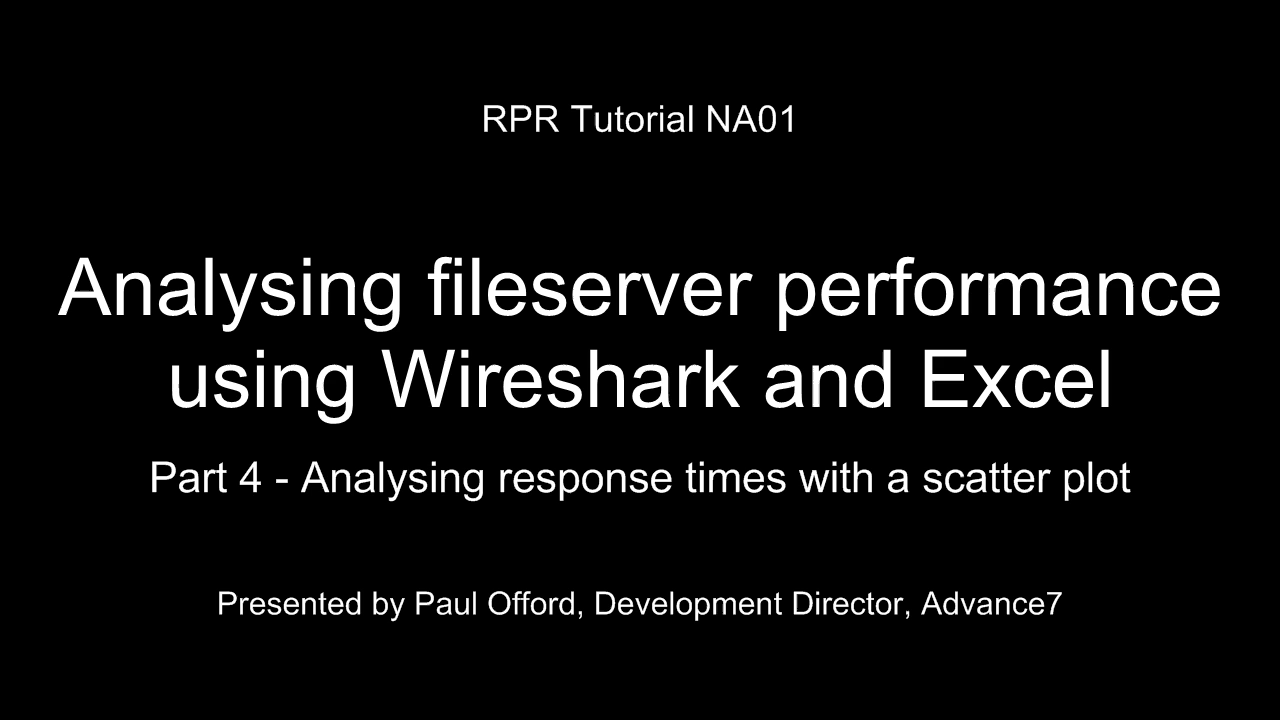 RPR Tutorial NA01
Analysing fileserver performance
using Wireshark and Excel
Part 4 - Analysing response times with a scatter plot
Presented by Paul Offord, Development Director, Advance7